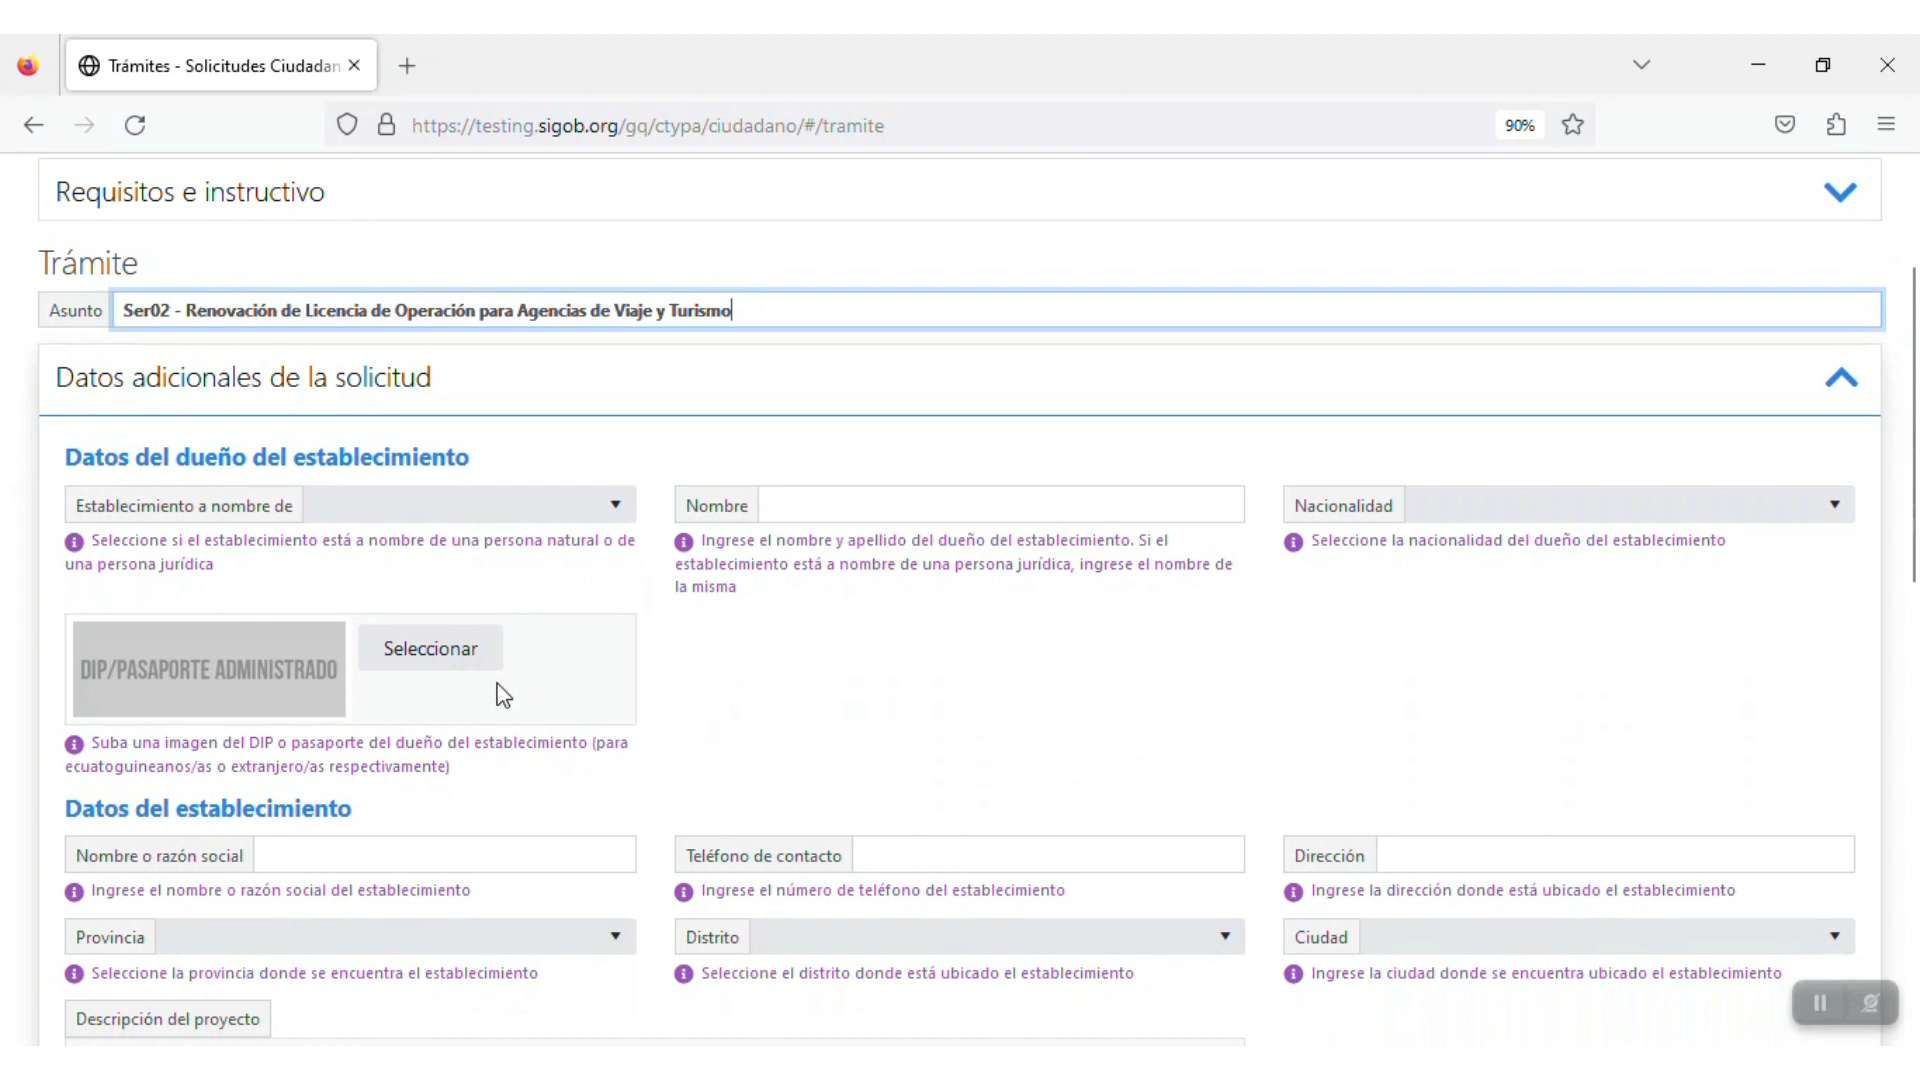 Trámites - Solicitudes Ciudadan
https://testing.sigob.org/gq/ctypa/ciudadano/#/tramite
90%
Requisitos e instructivo
Trámite
Asunto
Ser02 - Renovación de Licencia de Operación para Agencias de Viaje y Turismo
Datos adicionales de la solicitud
Datos del dueño del establecimiento
Establecimiento a nombre de
Seleccione si el establecimiento está a nombre de una persona natural o de
una persona jurídica
Nombre
Ingrese el nombre y apellido del dueño del establecimiento. Si el
establecimiento está a nombre de una persona jurídica, ingrese el nombre de
la misma
Nacionalidad
Seleccione la nacionalidad del dueño del establecimiento
DIP/PASAPORTE ADMINISTRADO
Seleccionar
Suba una imagen del DIP o pasaporte del dueño del establecimiento (para
ecuatoguineanos/as o extranjero/as respectivamente)
Datos del establecimiento
Nombre o razón social
Ingrese el nombre o razón social del establecimiento
Teléfono de contacto
Ingrese el número de teléfono del establecimiento
Dirección
Ingrese la dirección donde está ubicado el establecimiento
Provincia
Seleccione la provincia donde se encuentra el establecimiento
Distrito
Seleccione el distrito donde está ubicado el establecimiento
Ciudad
Ingrese la ciudad donde se encuentra ubicado el establecimiento
Descripción del proyecto